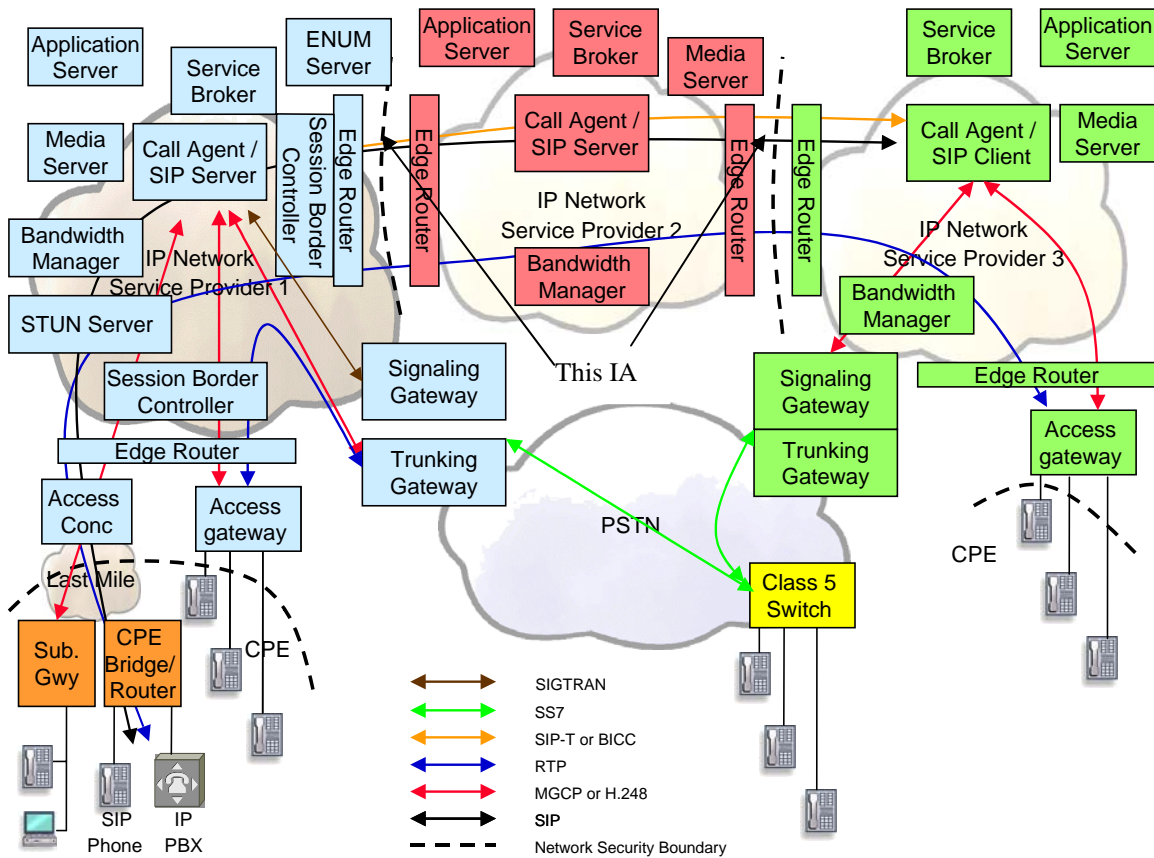 Application
Server
Service
Broker
ENUM
Server
Media
Server
Call Agent /
SIP Server
Session Border
Controller
Edge Router
Bandwidth
Manager
IP Network
Service Provider 1
STUN Server
Session Border
Controller
Edge Router
Access
Conc
Access
gateway
Last Mile
Sub.
Gwy
CPE
Bridge/
Router
CPE
SIP
Phone
IP
PBX
Signaling
Gateway
Trunking
Gateway
Application
Server
Service
Broker
Media
Server
Edge Router
Call Agent /
SIP Server
Edge Router
IP Network
Service Provider 2
Bandwidth
Manager
This IA
PSTN
Class 5
Switch
Service
Broker
Application
Server
Edge Router
Call Agent /
SIP Client
Media
Server
IP Network
Service Provider 3
Bandwidth
Manager
Signaling
Gateway
Trunking
Gateway
Edge Router
Access
gateway
CPE
SIGTRAN
SS7
SIP-T or BICC
RTP
MGCP or H.248
SIP
Network Security Boundary